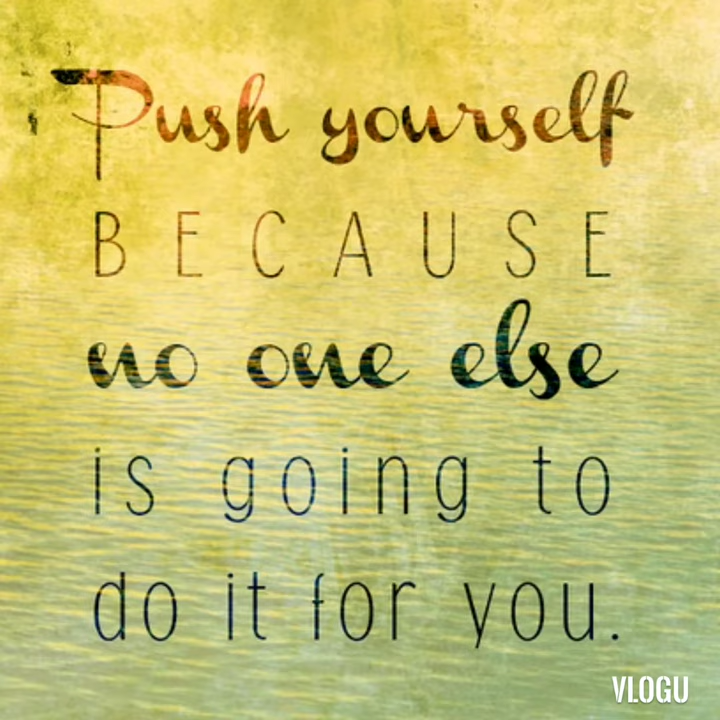 Push yourself
BECAUSE
no one else
is going to
do it for you.
VLOGU